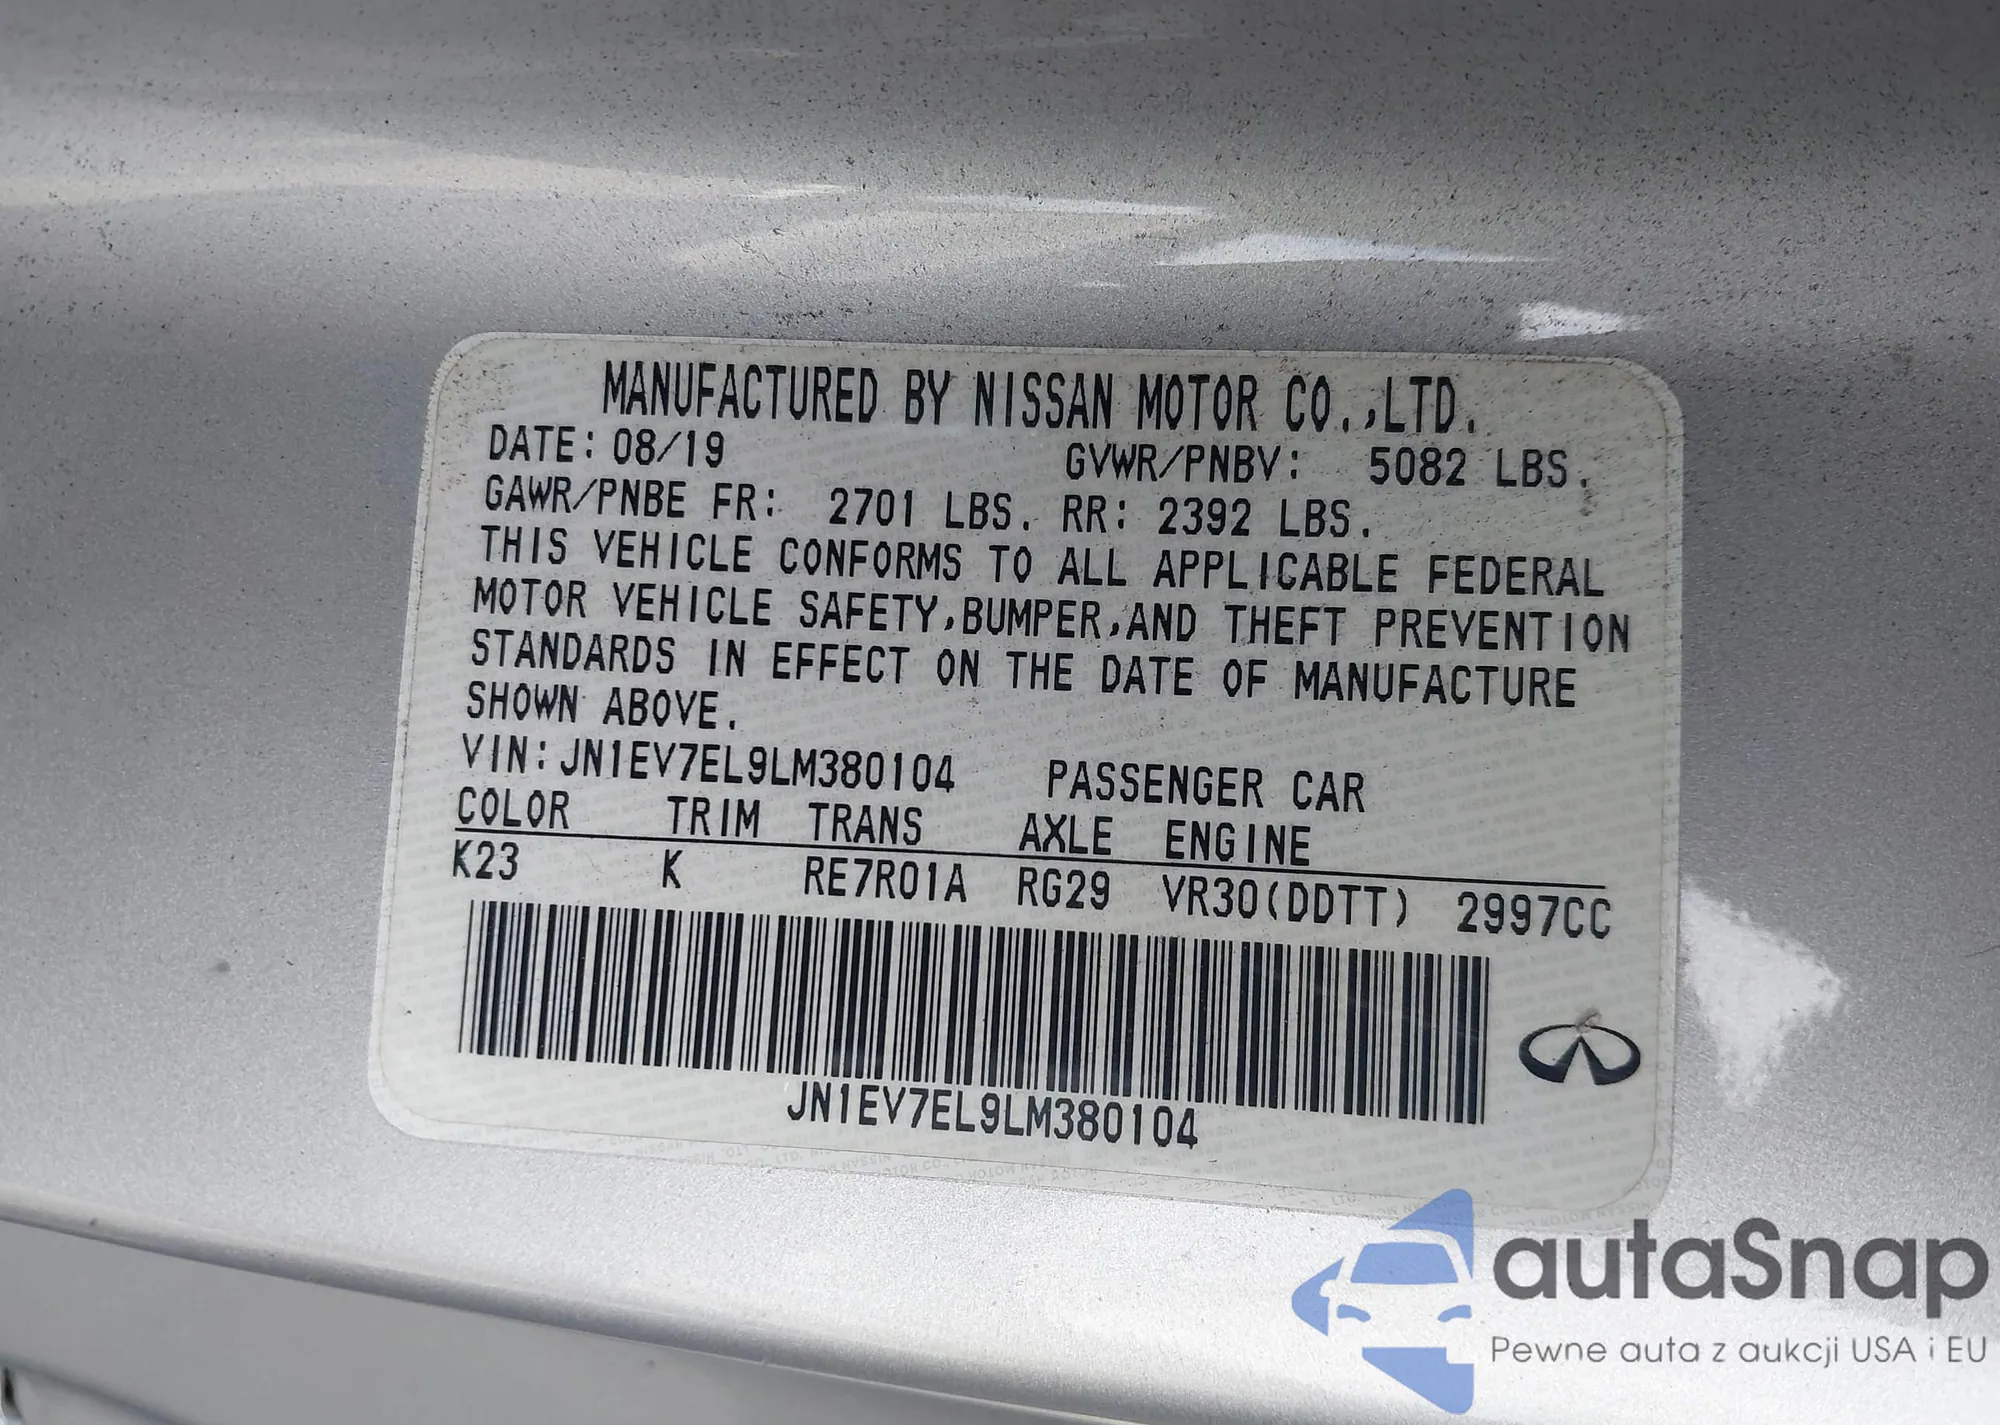 MANUFACTURED BY NISSAN MOTOR CO.,LTD.
DATE: 08/19 GVWR/PNBV: 5082 LBS.
GAWR/PNBE FR: 2701 LBS. RR: 2392 LBS.
THIS VEHICLE CONFORMS TO ALL APPLICABLE FEDERAL
MOTOR VEHICLE SAFETY,BUMPER,AND THEFT PREVENTION
STANDARDS IN EFFECT ON THE DATE OF MANUFACTURE
SHOWN ABOVE.
VIN: JN1EV7EL9LM380104 PASSENGER CAR
COLOR TRIM TRANS AXLE ENGINE
K23 K RE7R01A RG29 VR30(DDTT) 2997CC
JN1EV7EL9LM380104
autaSnap
Pewne auta z aukcji USA i EU